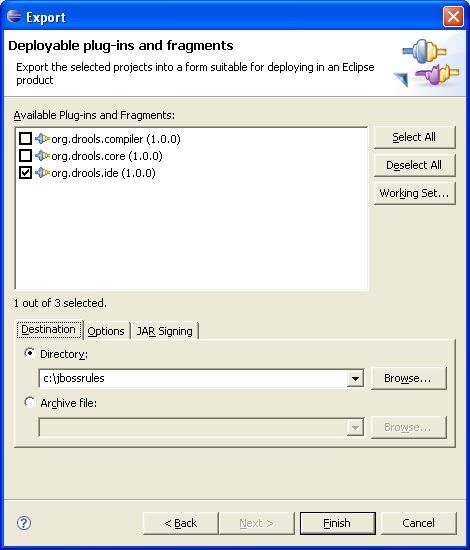 Export
Deployable plug-ins and fragments
Export the selected projects into a form suitable for deploying in an Eclipse
product
Available Plug-ins and Fragments:
org.drools.compiler (1.0.0)
org.drools.core (1.0.0)
org.drools.ide (1.0.0)
Select All
Deselect All
Working Set...
1 out of 3 selected.
Destination Options JAR Signing
Directory:
c:\jbossrules Browse...
Archive file:
Browse...
? < Back Next > Finish Cancel